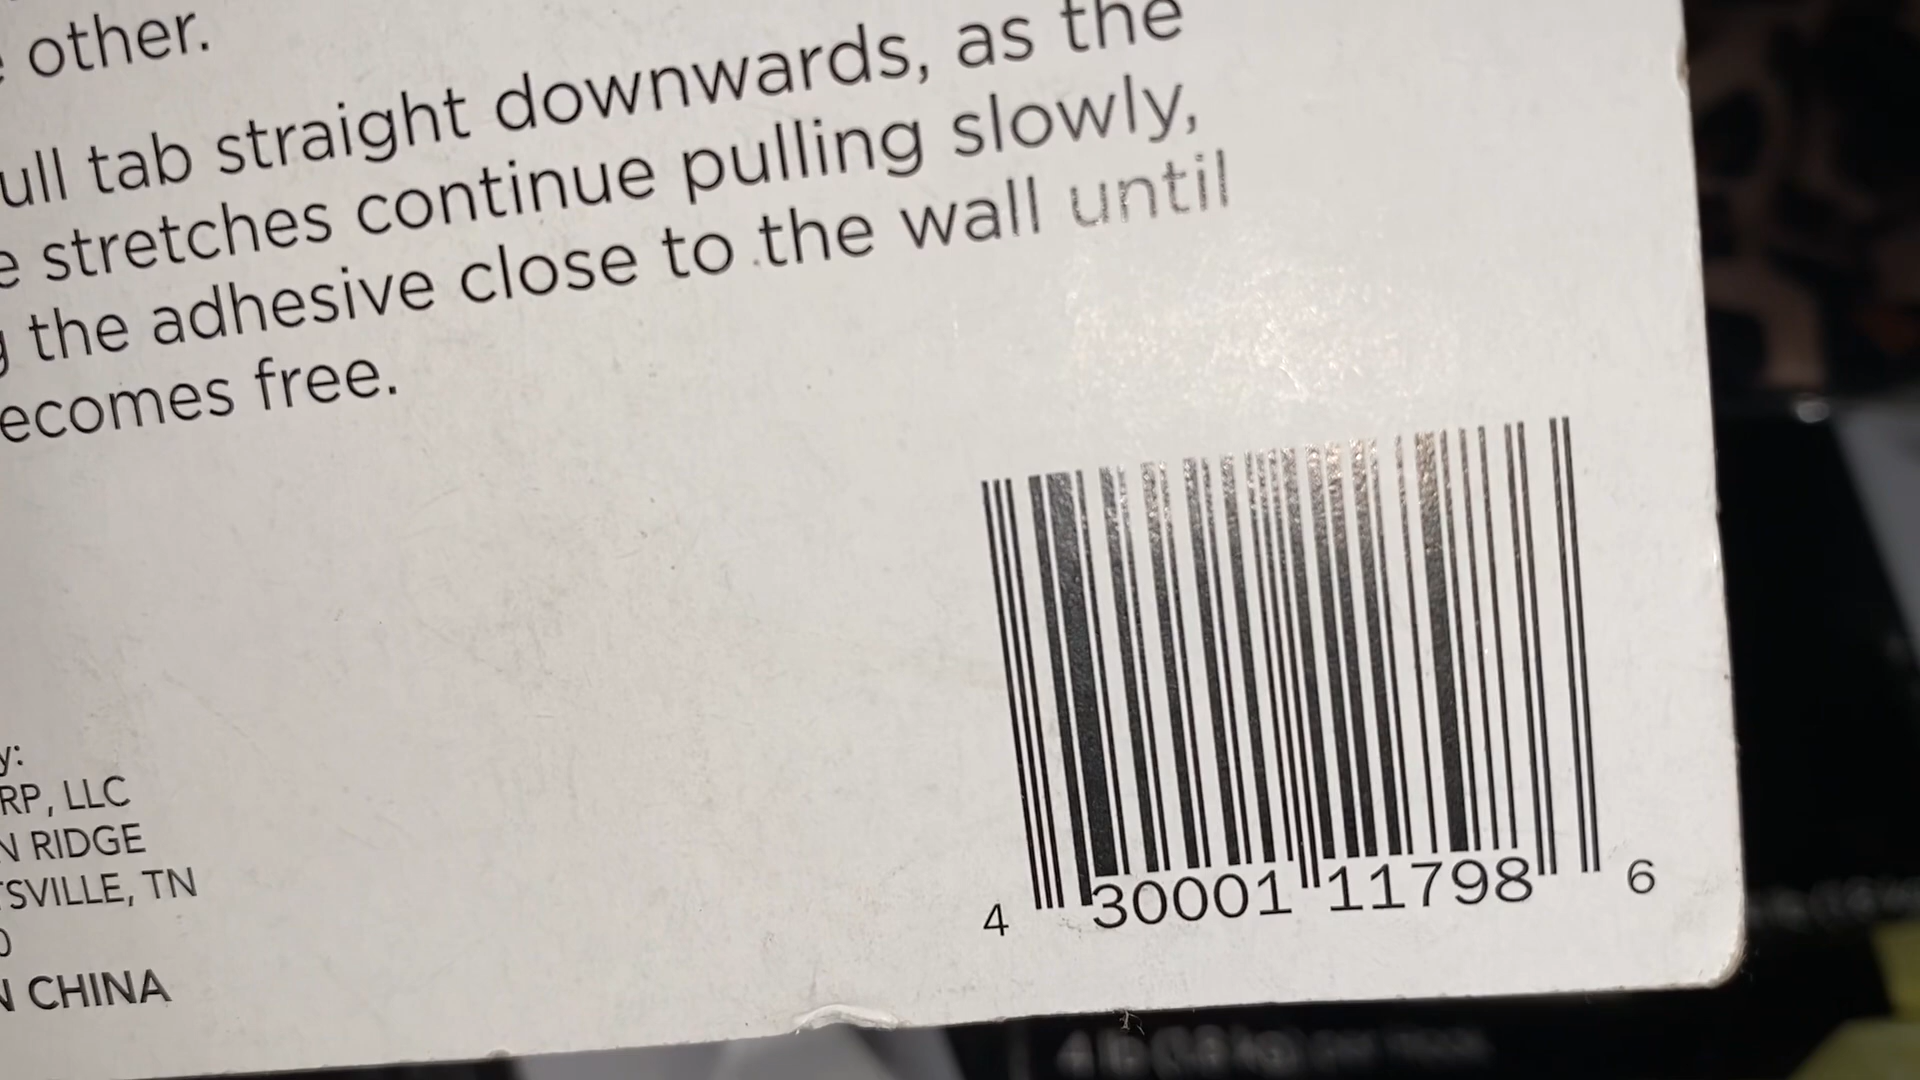 other.
ull tab straight downwards, as the
e stretches continue pulling slowly,
g the adhesive close to the wall until
ecomes free.
y:
RP, LLC
N RIDGE
TSVILLE, TN
0
N CHINA
4 30001 11798 6